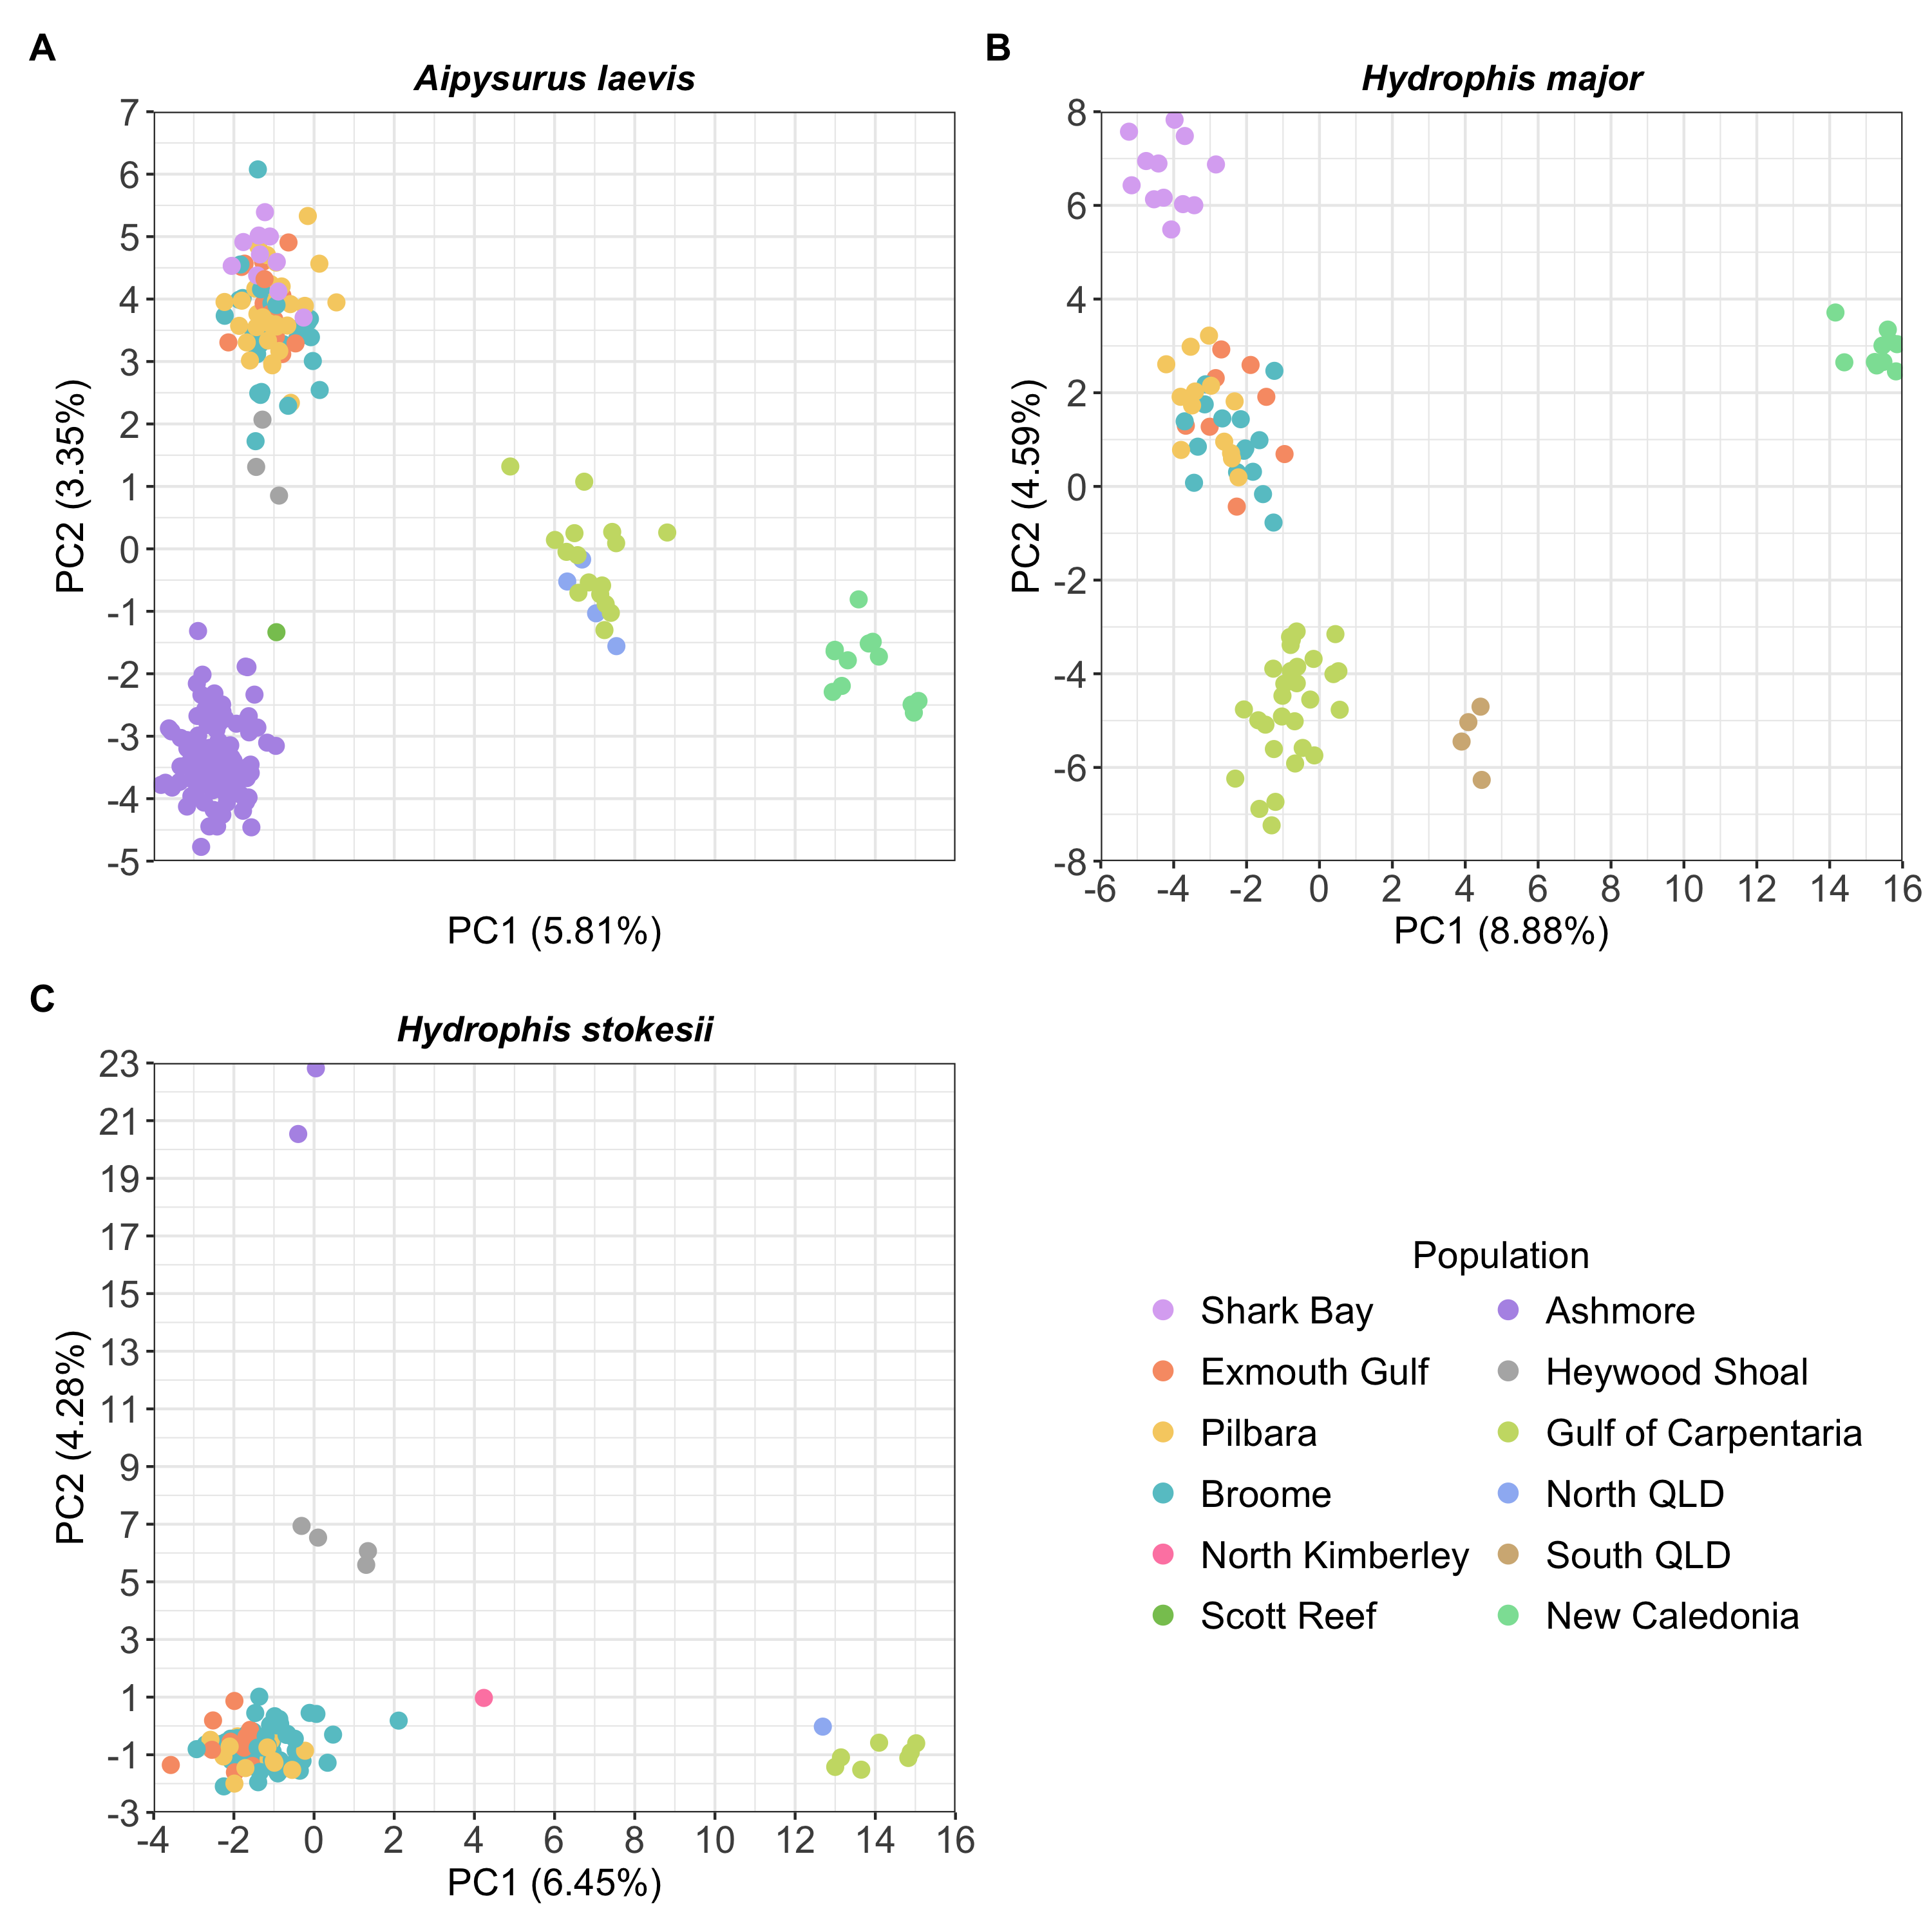 A
Aipysurus laevis
7
6
5
4
3
2
1
0
-1
-2
-3
-4
-5
PC2 (3.35%)
PC1 (5.81%)
B
Hydrophis major
8
6
4
2
0
-2
-4
-6
-8
PC2 (4.59%)
-6 -4 -2 0 2 4 6 8 10 12 14 16
PC1 (8.88%)
C
Hydrophis stokesii
23
21
19
17
15
13
11
9
7
5
3
1
-1
-3
PC2 (4.28%)
-4 -2 0 2 4 6 8 10 12 14 16
PC1 (6.45%)
Population
Shark Bay
Exmouth Gulf
Pilbara
Broome
North Kimberley
Scott Reef
Ashmore
Heywood Shoal
Gulf of Carpentaria
North QLD
South QLD
New Caledonia